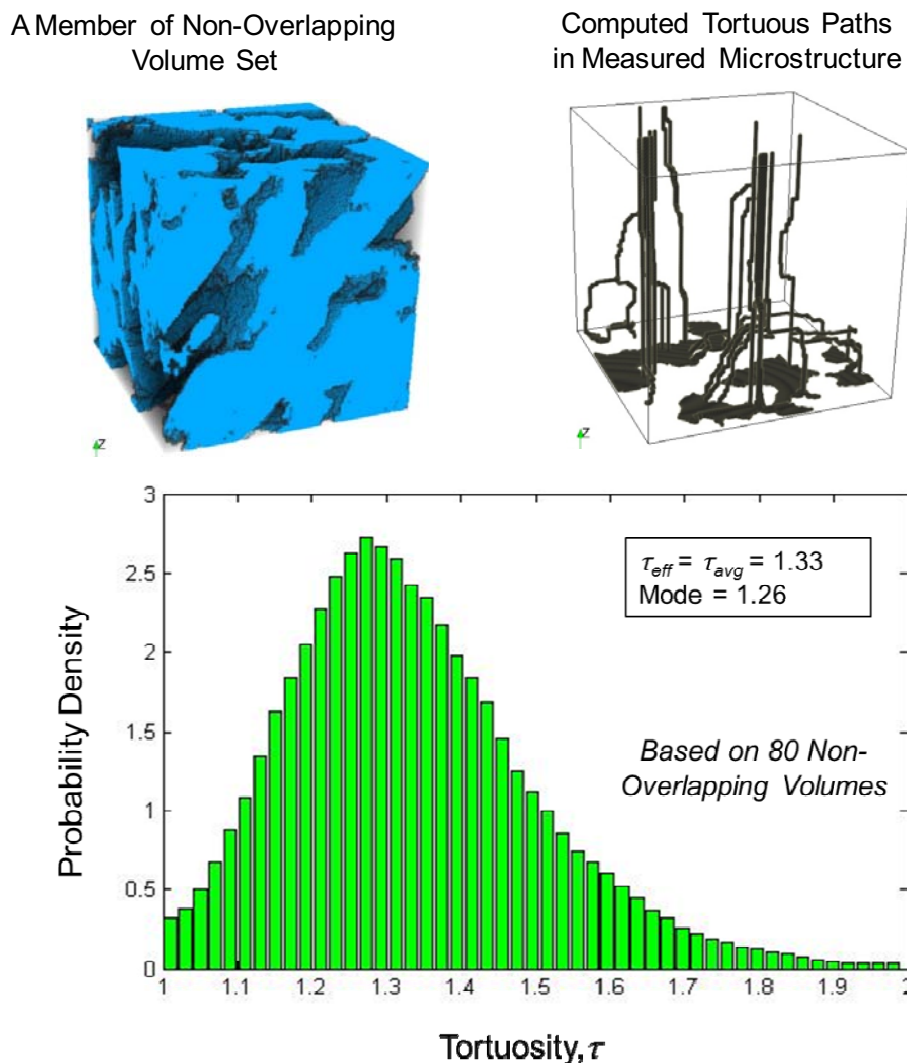 A Member of Non-Overlapping
Volume Set
Computed Tortuous Paths
in Measured Microstructure
z
z
3
2.5
2
1.5
1
0.5
0
Probability Density
τeff = τavg = 1.33
Mode = 1.26
Based on 80 Non-
Overlapping Volumes
1 1.1 1.2 1.3 1.4 1.5 1.6 1.7 1.8 1.9 2
Tortuosity, τ